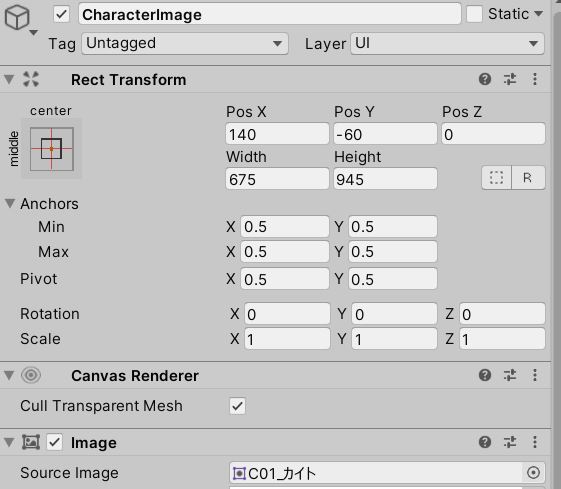 CharacterImage Static
Tag Untagged Layer UI
Rect Transform
center
middle
Pos X Pos Y Pos Z
140 -60 0
Width Height
675 945
R
Anchors
Min X 0.5 Y 0.5
Max X 0.5 Y 0.5
Pivot X 0.5 Y 0.5
Rotation X 0 Y 0 Z 0
Scale X 1 Y 1 Z 1
Canvas Renderer
Cull Transparent Mesh
Image
Source Image C01_カイト